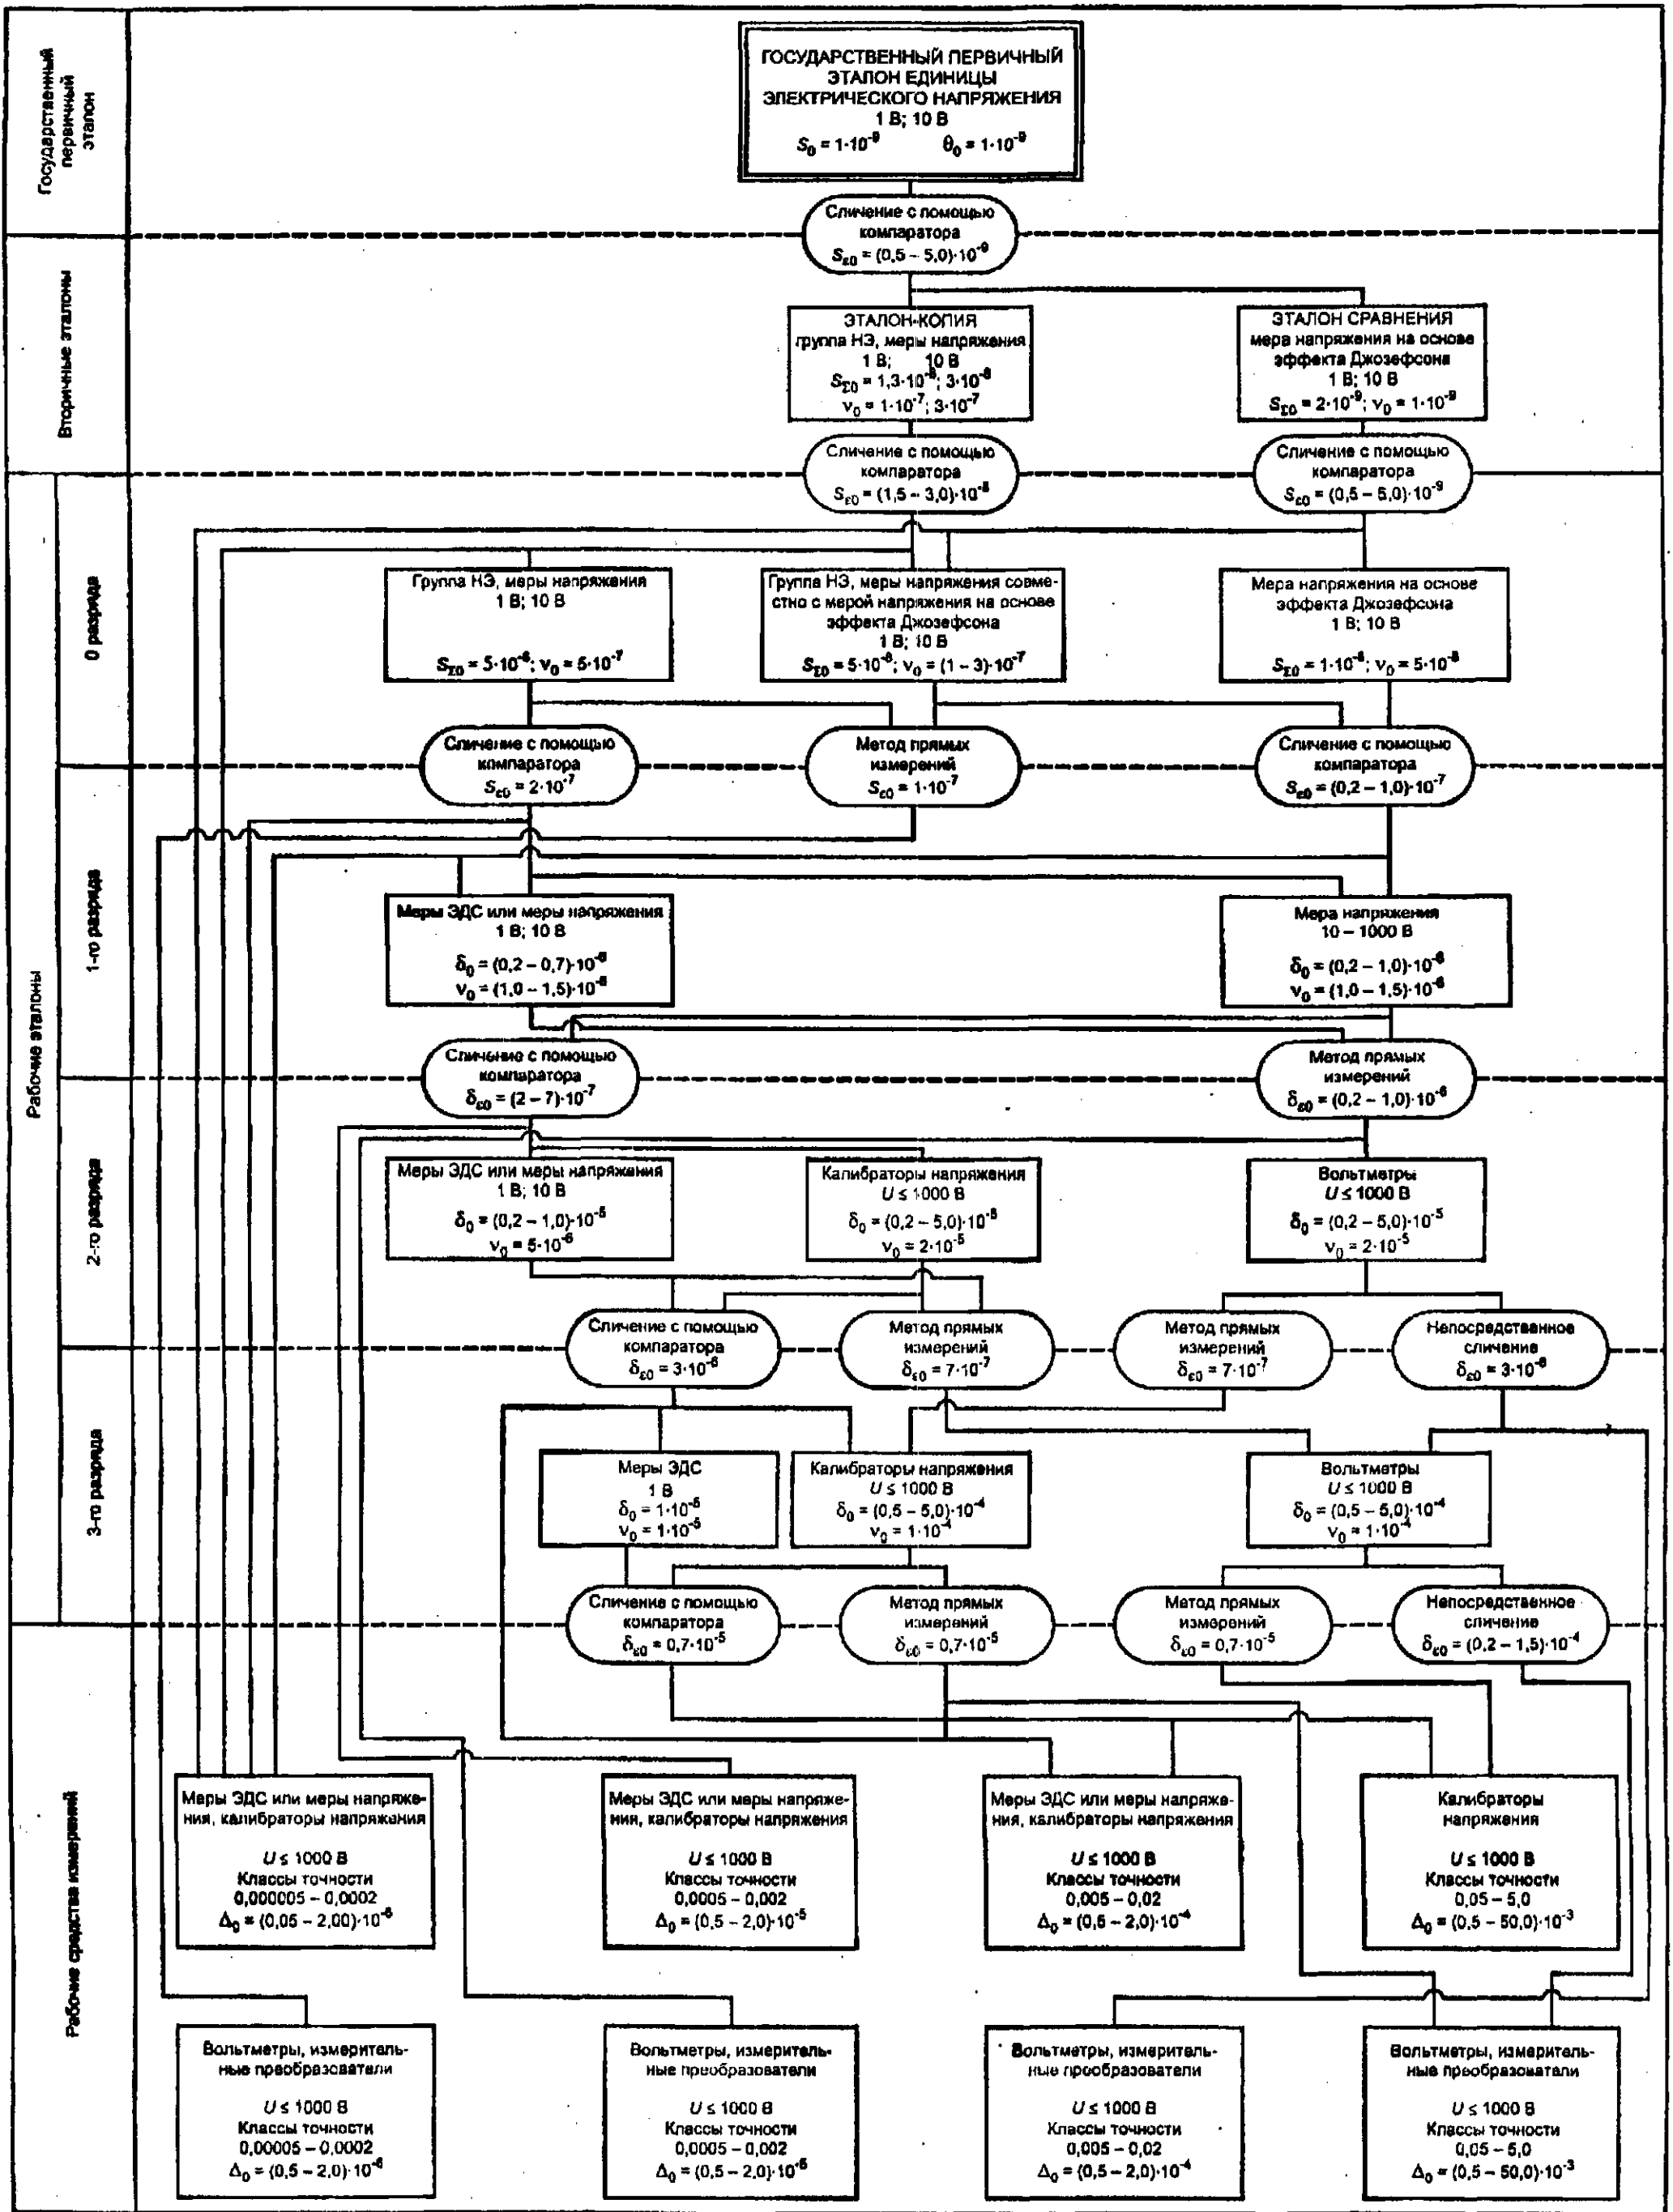 Государственный
первичный
эталон
ГОСУДАРСТВЕННЫЙ ПЕРВИЧНЫЙ
ЭТАЛОН ЕДИНИЦЫ
ЭЛЕКТРИЧЕСКОГО НАПРЯЖЕНИЯ
1 В; 10 В
S₀ = 1·10⁻⁹ θ₀ = 1·10⁻⁹
Сличение с помощью
компаратора
Sε0 = (0,5 – 5,0)·10⁻⁹
Вторичные эталоны
ЭТАЛОН-КОПИЯ
группа НЭ, меры напряжения
1 В; 10 В
SΣ0 = 1,3·10⁻⁸; 3·10⁻⁸
ν₀ = 1·10⁻⁷; 3·10⁻⁷
ЭТАЛОН СРАВНЕНИЯ
мера напряжения на основе
эффекта Джозефсона
1 В; 10 В
SΣ0 = 2·10⁻⁹; ν₀ = 1·10⁻⁹
Сличение с помощью
компаратора
Sε0 = (1,5 – 3,0)·10⁻⁸
Сличение с помощью
компаратора
Sε0 = (0,5 – 5,0)·10⁻⁹
Рабочие эталоны
0 разряда
Группа НЭ, меры напряжения
1 В; 10 В
SΣ0 = 5·10⁻⁸; ν₀ = 5·10⁻⁷
Группа НЭ, меры напряжения совме-
стно с мерой напряжения на основе
эффекта Джозефсона
1 В; 10 В
SΣ0 = 5·10⁻⁸; ν₀ = (1 – 3)·10⁻⁷
Мера напряжения на основе
эффекта Джозефсона
1 В; 10 В
SΣ0 = 1·10⁻⁸; ν₀ = 5·10⁻⁸
Сличение с помощью
компаратора
Sε0 = 2·10⁻⁷
Метод прямых
измерений
Sε0 = 1·10⁻⁷
Сличение с помощью
компаратора
Sε0 = (0,2 – 1,0)·10⁻⁷
1-го разряда
Меры ЭДС или меры напряжения
1 В; 10 В
δ₀ = (0,2 – 0,7)·10⁻⁶
ν₀ = (1,0 – 1,5)·10⁻⁶
Мера напряжения
10 – 1000 В
δ₀ = (0,2 – 1,0)·10⁻⁶
ν₀ = (1,0 – 1,5)·10⁻⁶
Сличение с помощью
компаратора
δε0 = (2 – 7)·10⁻⁷
Метод прямых
измерений
δε0 = (0,2 – 1,0)·10⁻⁶
2-го разряда
Меры ЭДС или меры напряжения
1 В; 10 В
δ₀ = (0,2 – 1,0)·10⁻⁵
ν₀ = 5·10⁻⁶
Калибраторы напряжения
U ≤ 1000 В
δ₀ = (0,2 – 5,0)·10⁻⁵
ν₀ = 2·10⁻⁵
Вольтметры
U ≤ 1000 В
δ₀ = (0,2 – 5,0)·10⁻⁵
ν₀ = 2·10⁻⁵
Сличение с помощью
компаратора
δε0 = 3·10⁻⁶
Метод прямых
измерений
δε0 = 7·10⁻⁷
Метод прямых
измерений
δε0 = 7·10⁻⁷
Непосредственное
сличение
δε0 = 3·10⁻⁶
3-го разряда
Меры ЭДС
1 В
δ₀ = 1·10⁻⁵
ν₀ = 1·10⁻⁵
Калибраторы напряжения
U ≤ 1000 В
δ₀ = (0,5 – 5,0)·10⁻⁴
ν₀ = 1·10⁻⁴
Вольтметры
U ≤ 1000 В
δ₀ = (0,5 – 5,0)·10⁻⁴
ν₀ = 1·10⁻⁴
Сличение с помощью
компаратора
δε0 = 0,7·10⁻⁵
Метод прямых
измерений
δε0 = 0,7·10⁻⁵
Метод прямых
измерений
δε0 = 0,7·10⁻⁵
Непосредственное
сличение
δε0 = (0,2 – 1,5)·10⁻⁴
Рабочие средства измерений
Меры ЭДС или меры напряже-
ния, калибраторы напряжения
U ≤ 1000 В
Классы точности
0,000005 – 0,0002
Δ₀ = (0,05 – 2,00)·10⁻⁶
Меры ЭДС или меры напряже-
ния, калибраторы напряжения
U ≤ 1000 В
Классы точности
0,0005 – 0,002
Δ₀ = (0,5 – 2,0)·10⁻⁵
Меры ЭДС или меры напряже-
ния, калибраторы напряжения
U ≤ 1000 В
Классы точности
0,005 – 0,02
Δ₀ = (0,5 – 2,0)·10⁻⁴
Калибраторы
напряжения
U ≤ 1000 В
Классы точности
0,05 – 5,0
Δ₀ = (0,5 – 50,0)·10⁻³
Вольтметры, измеритель-
ные преобразователи
U ≤ 1000 В
Классы точности
0,00005 – 0,0002
Δ₀ = (0,5 – 2,0)·10⁻⁶
Вольтметры, измеритель-
ные преобразователи
U ≤ 1000 В
Классы точности
0,0005 – 0,002
Δ₀ = (0,5 – 2,0)·10⁻⁵
Вольтметры, измеритель-
ные преобразователи
U ≤ 1000 В
Классы точности
0,005 – 0,02
Δ₀ = (0,5 – 2,0)·10⁻⁴
Вольтметры, измеритель-
ные преобразователи
U ≤ 1000 В
Классы точности
0,05 – 5,0
Δ₀ = (0,5 – 50,0)·10⁻³